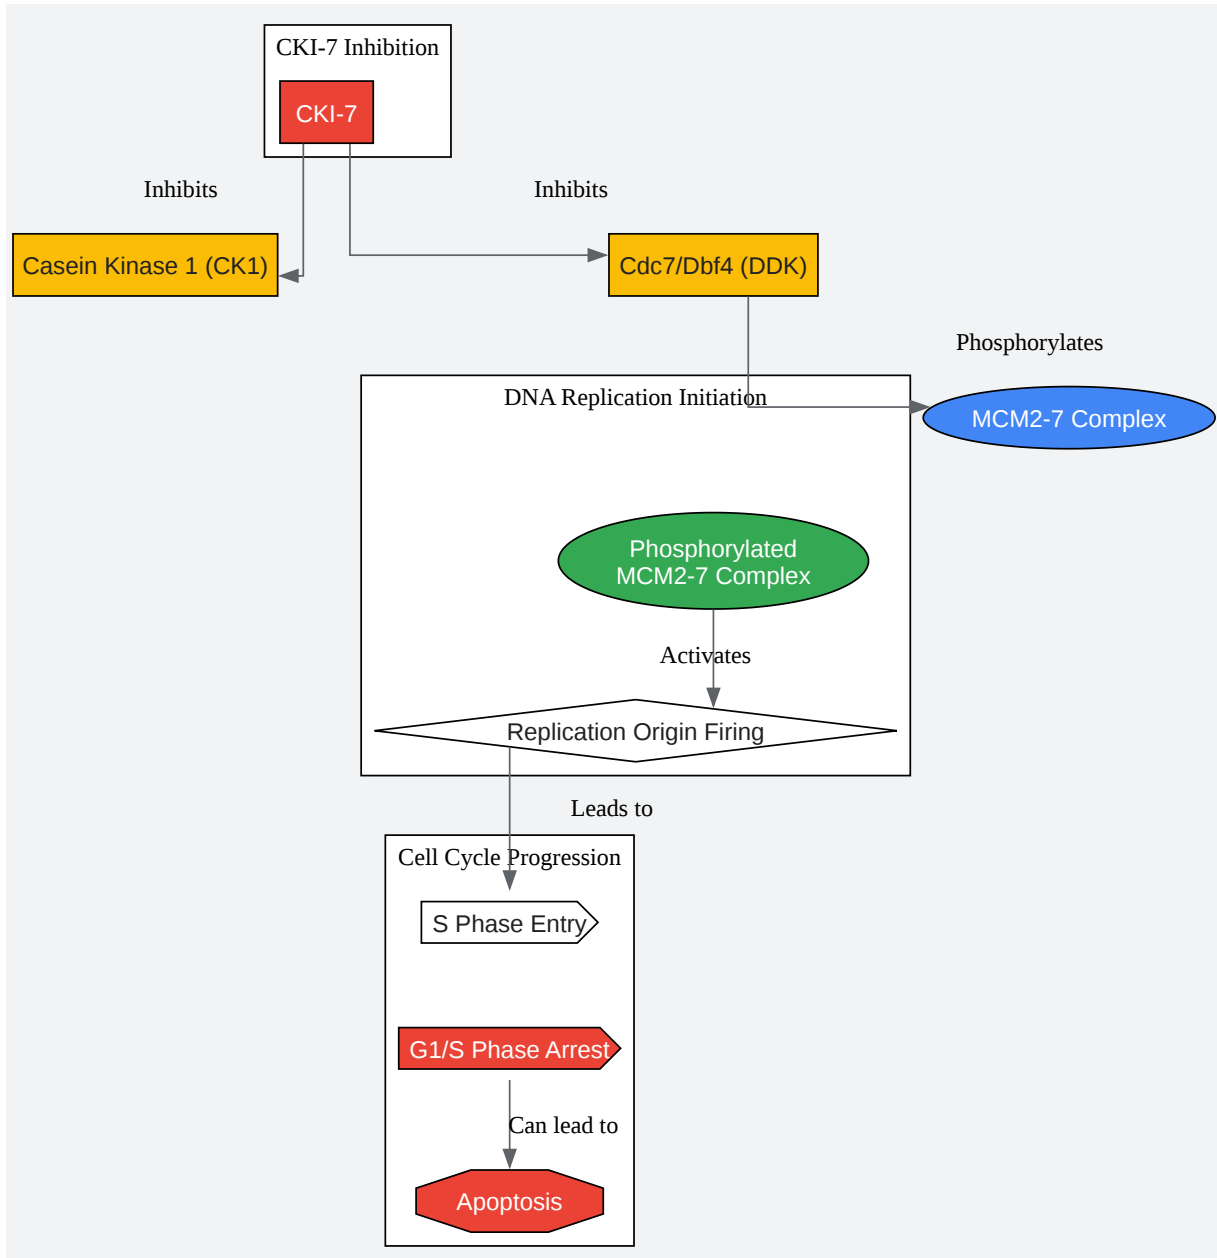 CKI-7 Inhibition
CKI-7
Inhibits
Inhibits
Casein Kinase 1 (CK1)
Cdc7/Dbf4 (DDK)
Phosphorylates
DNA Replication Initiation
MCM2-7 Complex
Phosphorylated
MCM2-7 Complex
Activates
Replication Origin Firing
Leads to
Cell Cycle Progression
S Phase Entry
G1/S Phase Arrest
Can lead to
Apoptosis